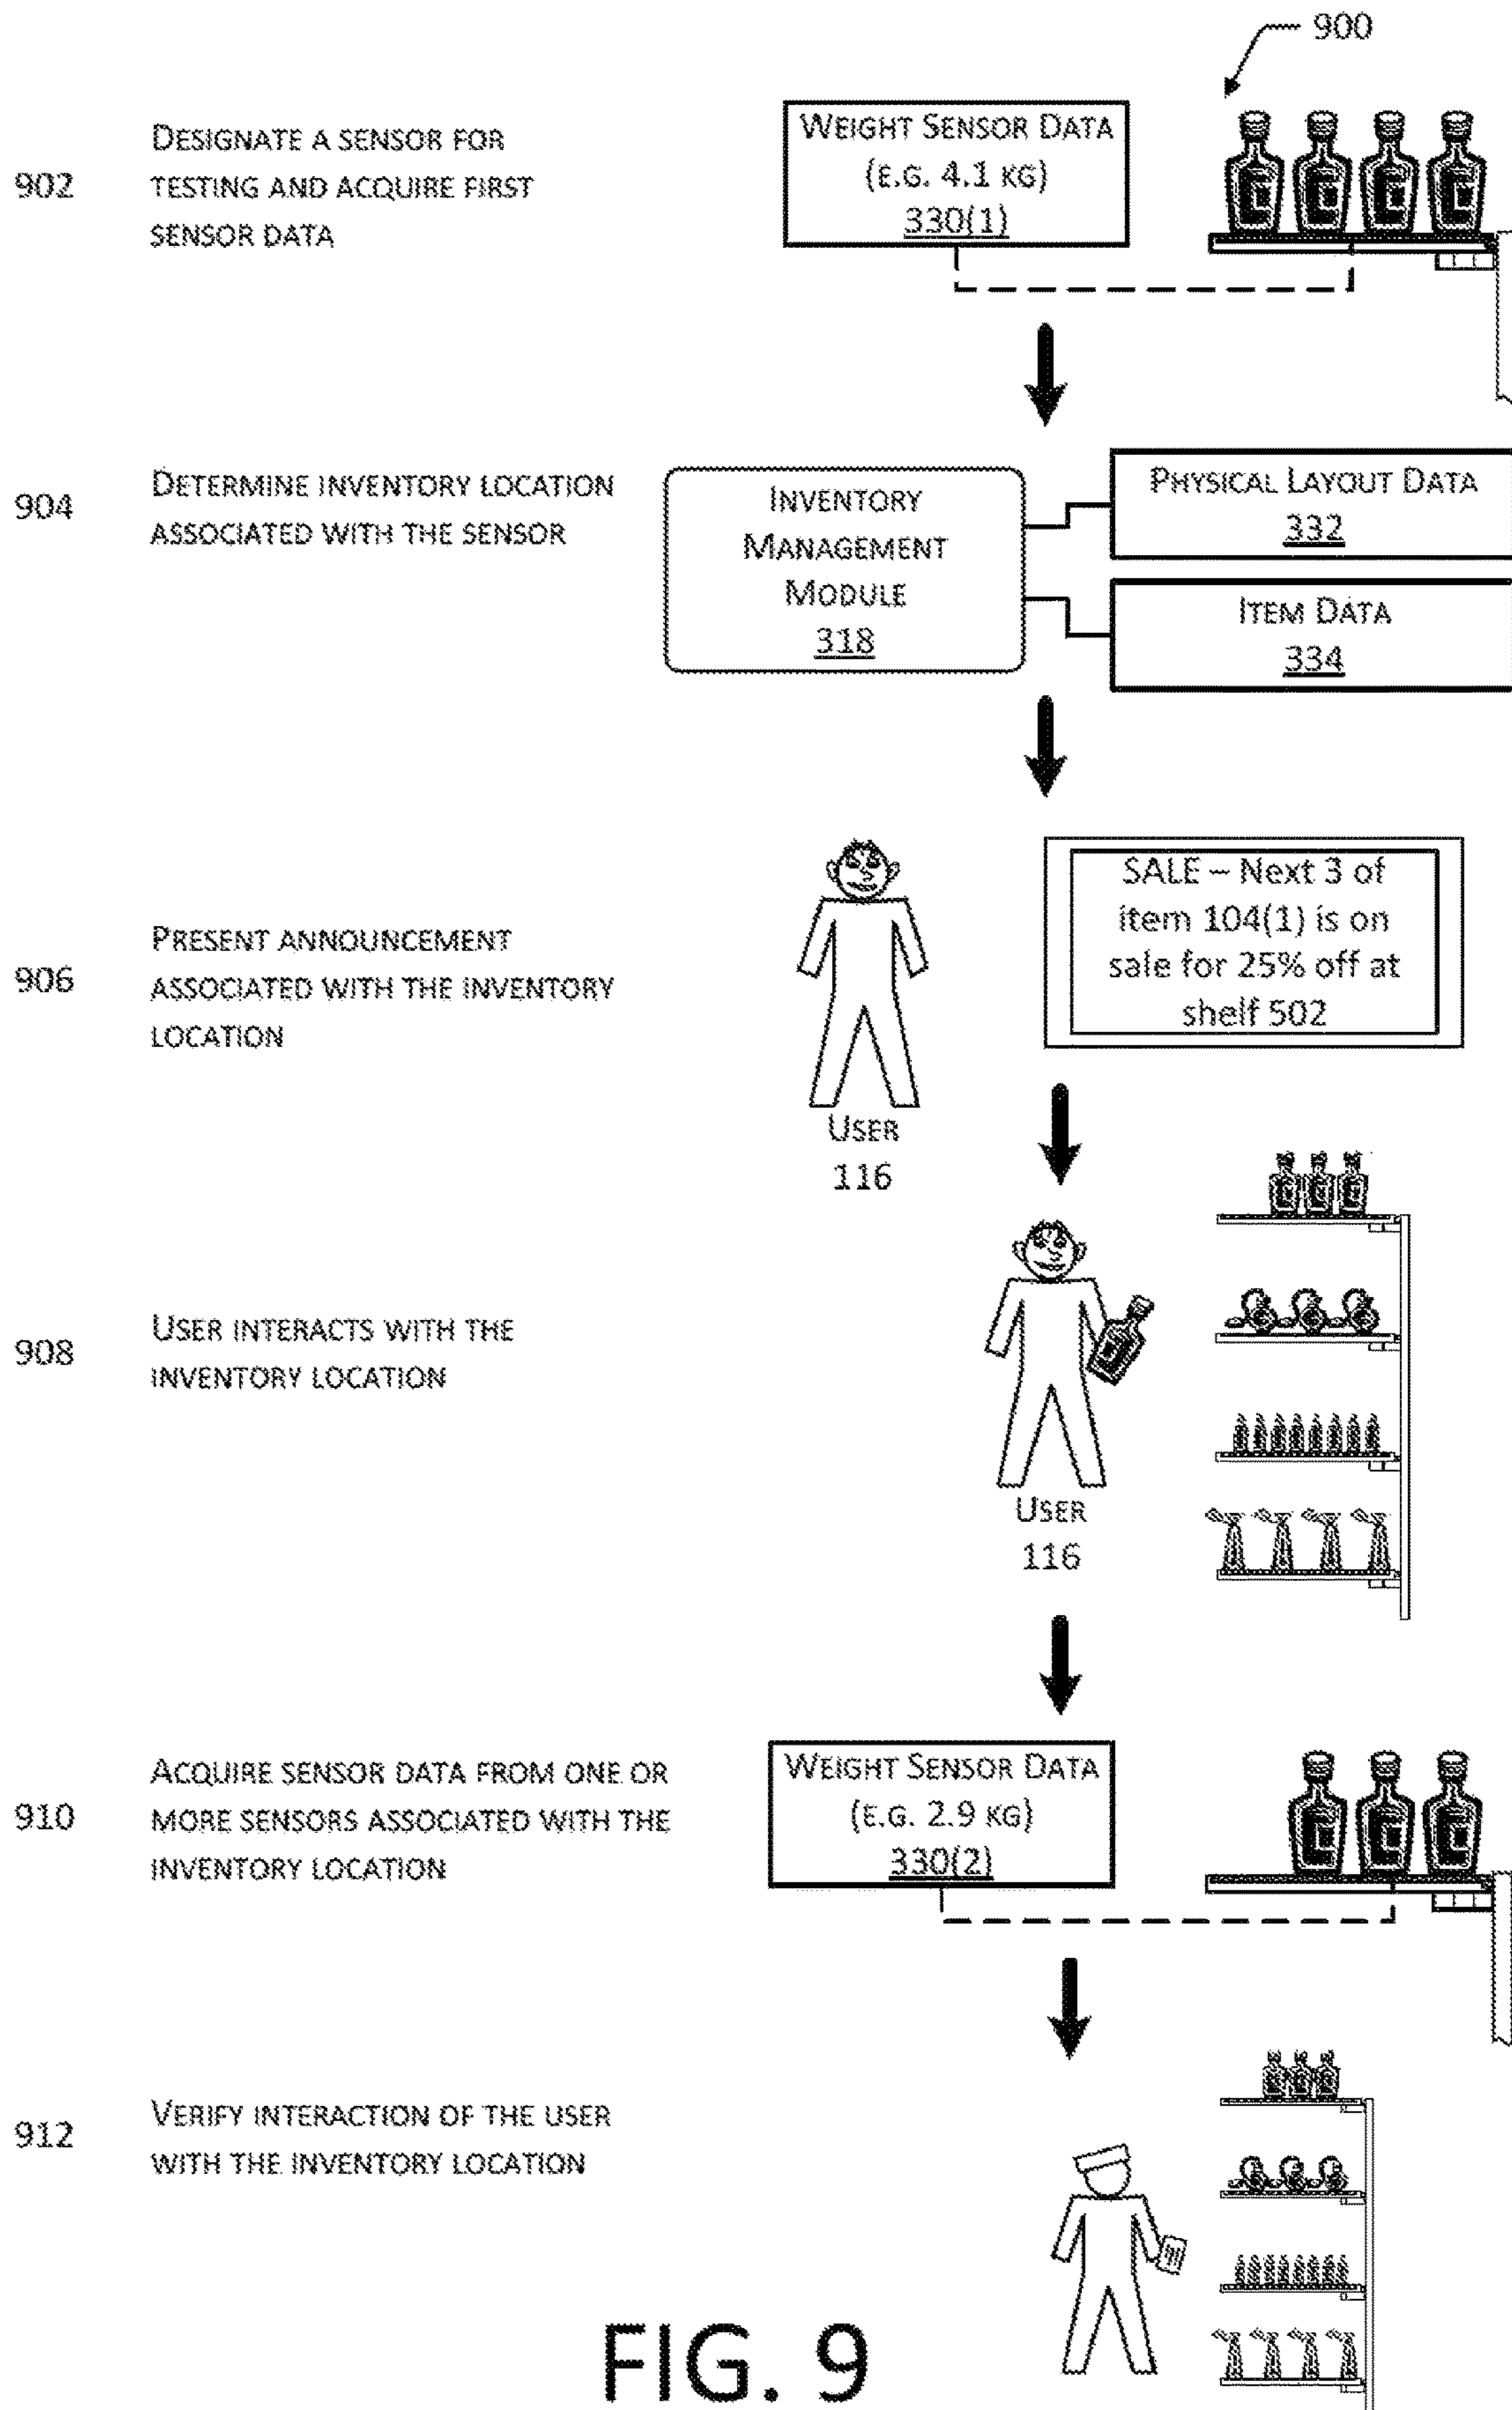 900
902
DESIGNATE A SENSOR FOR
TESTING AND ACQUIRE FIRST
SENSOR DATA
WEIGHT SENSOR DATA
(E.G. 4.1 KG)
330(1)
904
DETERMINE INVENTORY LOCATION
ASSOCIATED WITH THE SENSOR
INVENTORY
MANAGEMENT
MODULE
318
PHYSICAL LAYOUT DATA
332
ITEM DATA
334
906
PRESENT ANNOUNCEMENT
ASSOCIATED WITH THE INVENTORY
LOCATION
SALE – Next 3 of
item 104(1) is on
sale for 25% off at
shelf 502
USER
116
908
USER INTERACTS WITH THE
INVENTORY LOCATION
USER
116
910
ACQUIRE SENSOR DATA FROM ONE OR
MORE SENSORS ASSOCIATED WITH THE
INVENTORY LOCATION
WEIGHT SENSOR DATA
(E.G. 2.9 KG)
330(2)
912
VERIFY INTERACTION OF THE USER
WITH THE INVENTORY LOCATION
FIG. 9